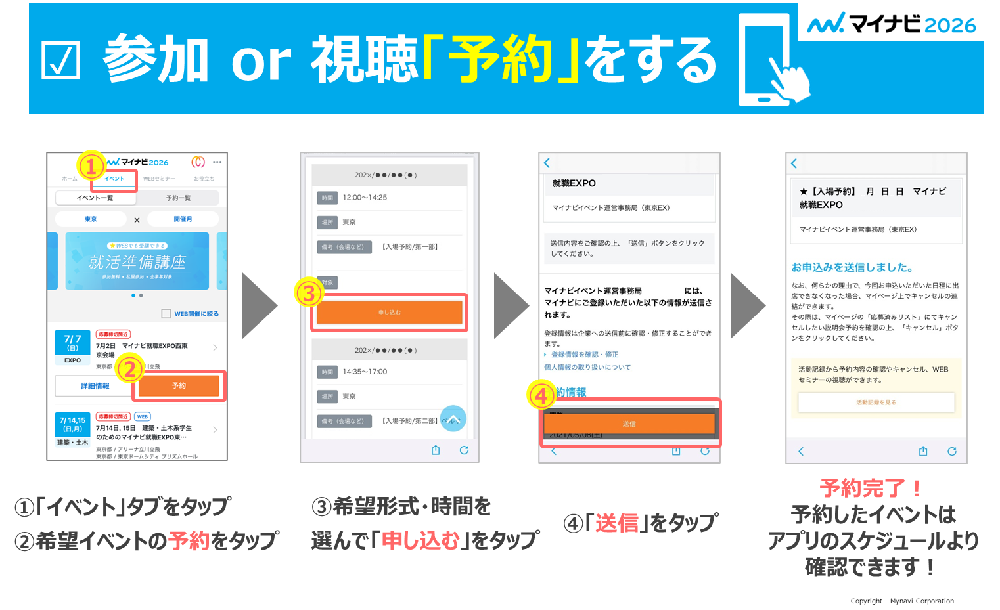 ☑ 参加 or 視聴「予約」をする
マイナビ2026
①
マイナビ2026
ホーム
イベント
WEBセミナー
お役立ち
イベント一覧
予約一覧
東京
×
開催月
★WEBでも受講できる
就活準備講座
参加無料・私服参加・全学年対象
WEB開催に絞る
7/7
(日)
EXPO
応募締切間近
7月2日 マイナビ就職EXPO西東
京会場
②
詳細情報
予約
7/14,15
(日,月)
建築・土木
応募締切間近
WEB
7月14日, 15日 建築・土木系学生
のためのマイナビ就職EXPO東…
東京都 / アリーナ立川立飛
東京都 / 東京ドームシティ プリズムホール
202×/●●/●●(●)
時間 12:00〜14:25
場所 東京
備考（会場など） 【入場予約/第一部】
対象
③
申し込む
202×/●●/●●(●)
時間 14:35〜17:00
場所 東京
備考（会場など） 【入場予約/第二部】
就職EXPO
マイナビイベント運営事務局（東京EX）
送信内容をご確認の上、「送信」ボタンをクリック
してください。
マイナビイベント運営事務局 には、
マイナビにご登録いただいた以下の情報が送信さ
れます。
登録情報は企業への送信前に確認・修正することができ
ます。
登録情報を確認・修正
個人情報の取り扱いについて
④
約情報
送信
2021/05/08(土)
★【入場予約】 月 日 日 マイナビ
就職EXPO
マイナビイベント運営事務局（東京EX）
お申込みを送信しました。
なお、何らかの理由で、今回お申込いただいた日程に出
席できなくなった場合、マイページ上でキャンセルの連
絡ができます。
その際は、マイページの「応募済みリスト」にてキャン
セルしたい説明会予約を確認の上、「キャンセル」ボタ
ンをクリックしてください。
活動記録から予約内容の確認やキャンセル、WEB
セミナーの視聴ができます。
活動記録を見る
①「イベント」タブをタップ
②希望イベントの予約をタップ
③希望形式・時間を
選んで「申し込む」をタップ
④「送信」をタップ
予約完了！
予約したイベントは
アプリのスケジュールより
確認できます！
Copyright Mynavi Corporation